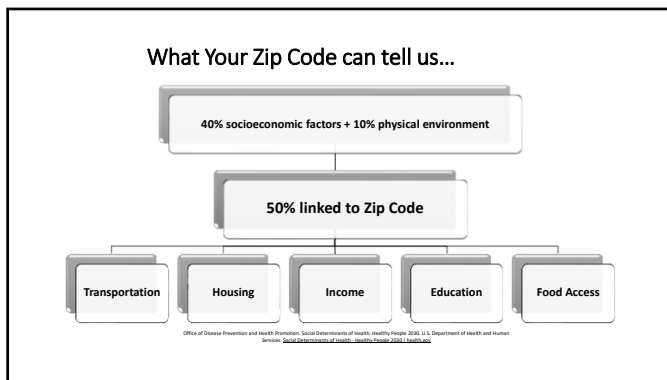 What Your Zip Code can tell us...
40% socioeconomic factors + 10% physical environment
50% linked to Zip Code
Transportation
Housing
Income
Education
Food Access
Office of Disease Prevention and Health Promotion. Social Determinants of Health. Healthy People 2030. U.S. Department of Health and Human
Services. Social Determinants of Health - Healthy People 2030 | health.gov